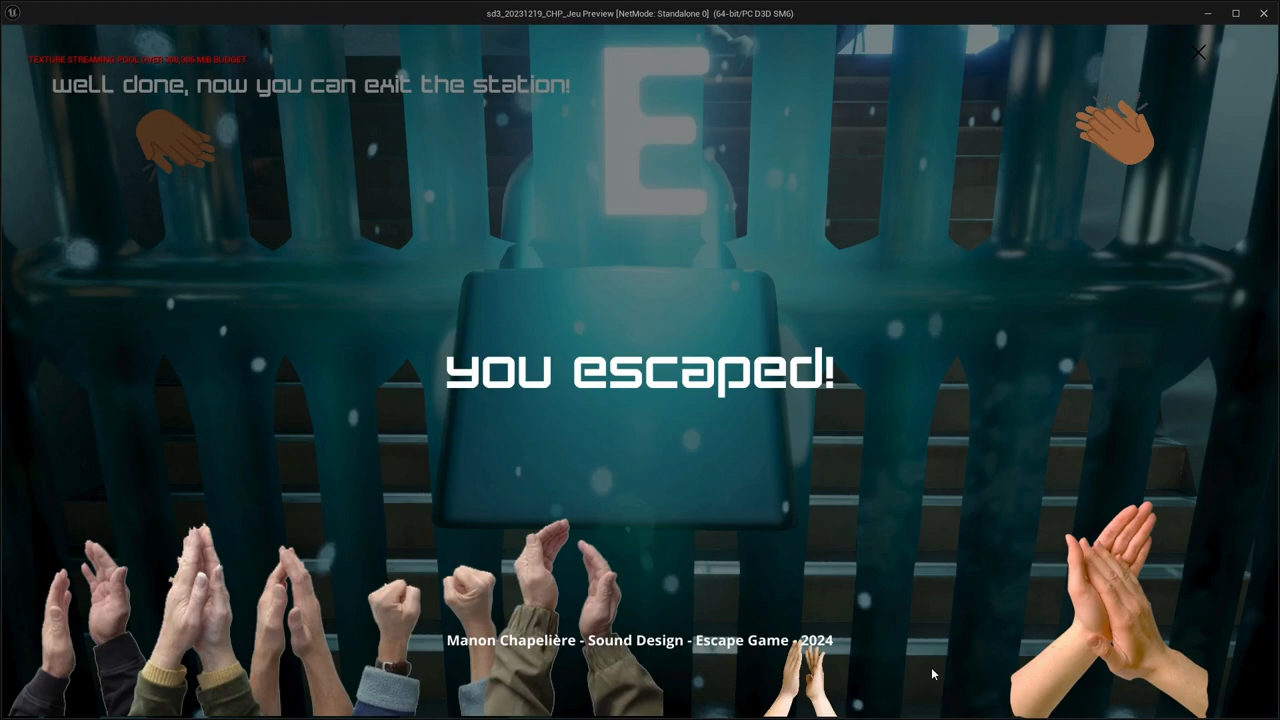 sd3_20231219_CHP_Jeu Preview [NetMode: Standalone 0] (64-bit/PC D3D SM6)
well done, now you can exit the station!
E
you escaped!
Manon Chapelière - Sound Design - Escape Game - 2024